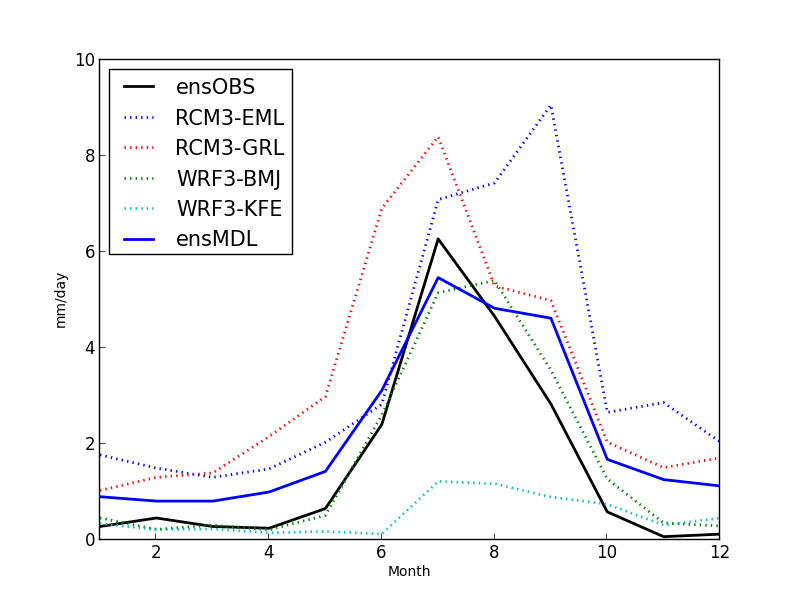 10
8
6
4
2
0
mm/day
ensOBS
RCM3-EML
RCM3-GRL
WRF3-BMJ
WRF3-KFE
ensMDL
2 4 6 8 10 12
Month